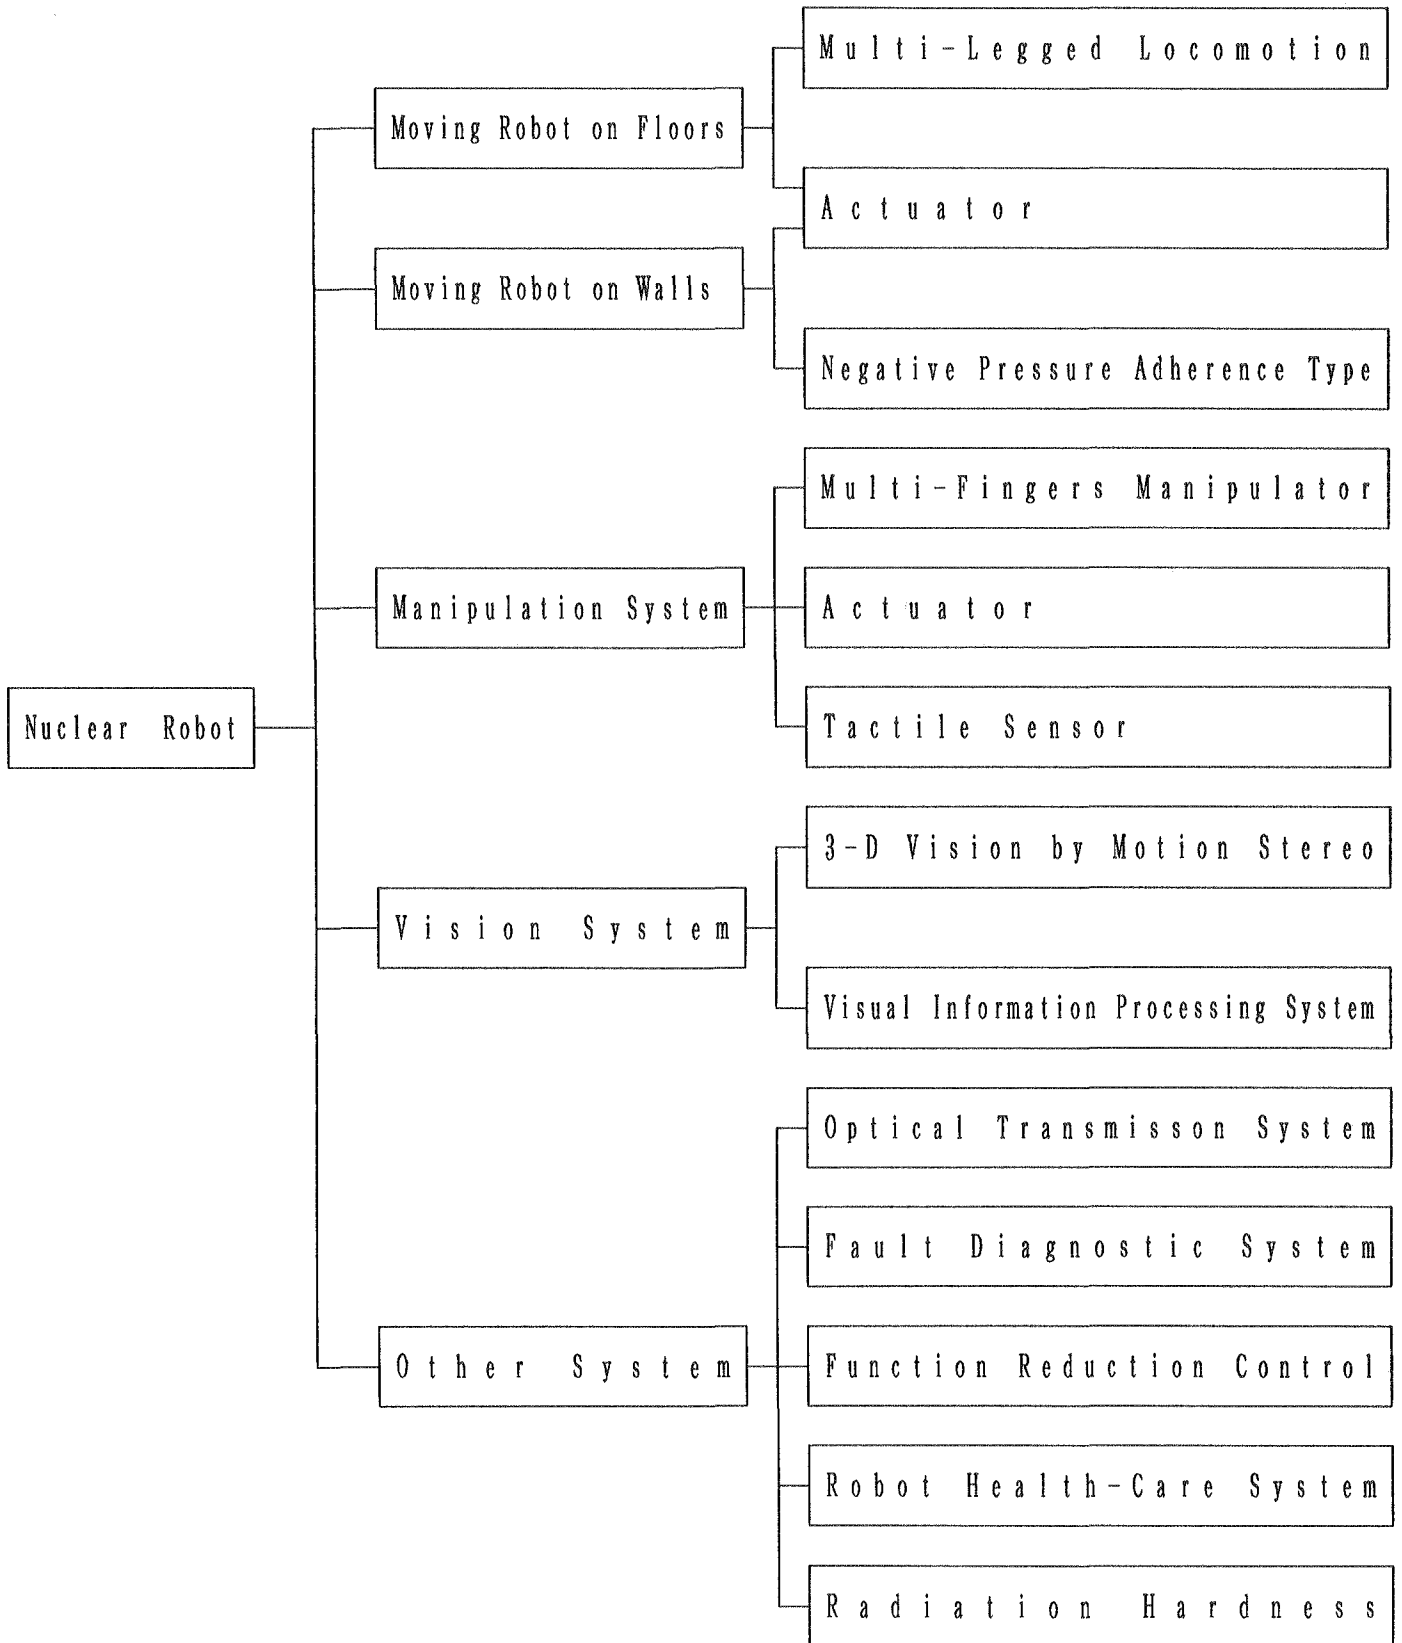 Multi-Legged Locomotion
Moving Robot on Floors
Actuator
Moving Robot on Walls
Negative Pressure Adherence Type
Multi-Fingers Manipulator
Manipulation System
Actuator
Nuclear Robot
Tactile Sensor
3-D Vision by Motion Stereo
Vision System
Visual Information Processing System
Optical Transmisson System
Fault Diagnostic System
Other System
Function Reduction Control
Robot Health-Care System
Radiation Hardness